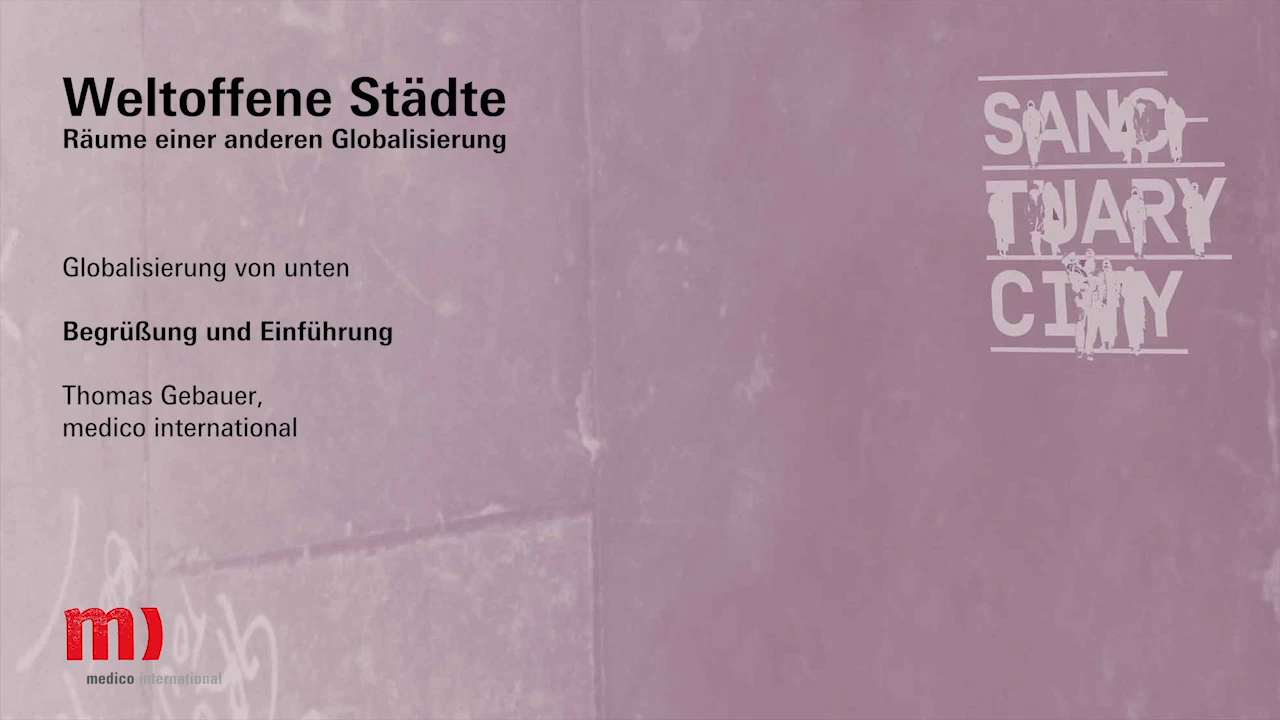 Weltoffene Städte
Räume einer anderen Globalisierung
Globalisierung von unten
Begrüßung und Einführung
Thomas Gebauer,
medico international
SANC-
TUARY
CITY
m)
medico international